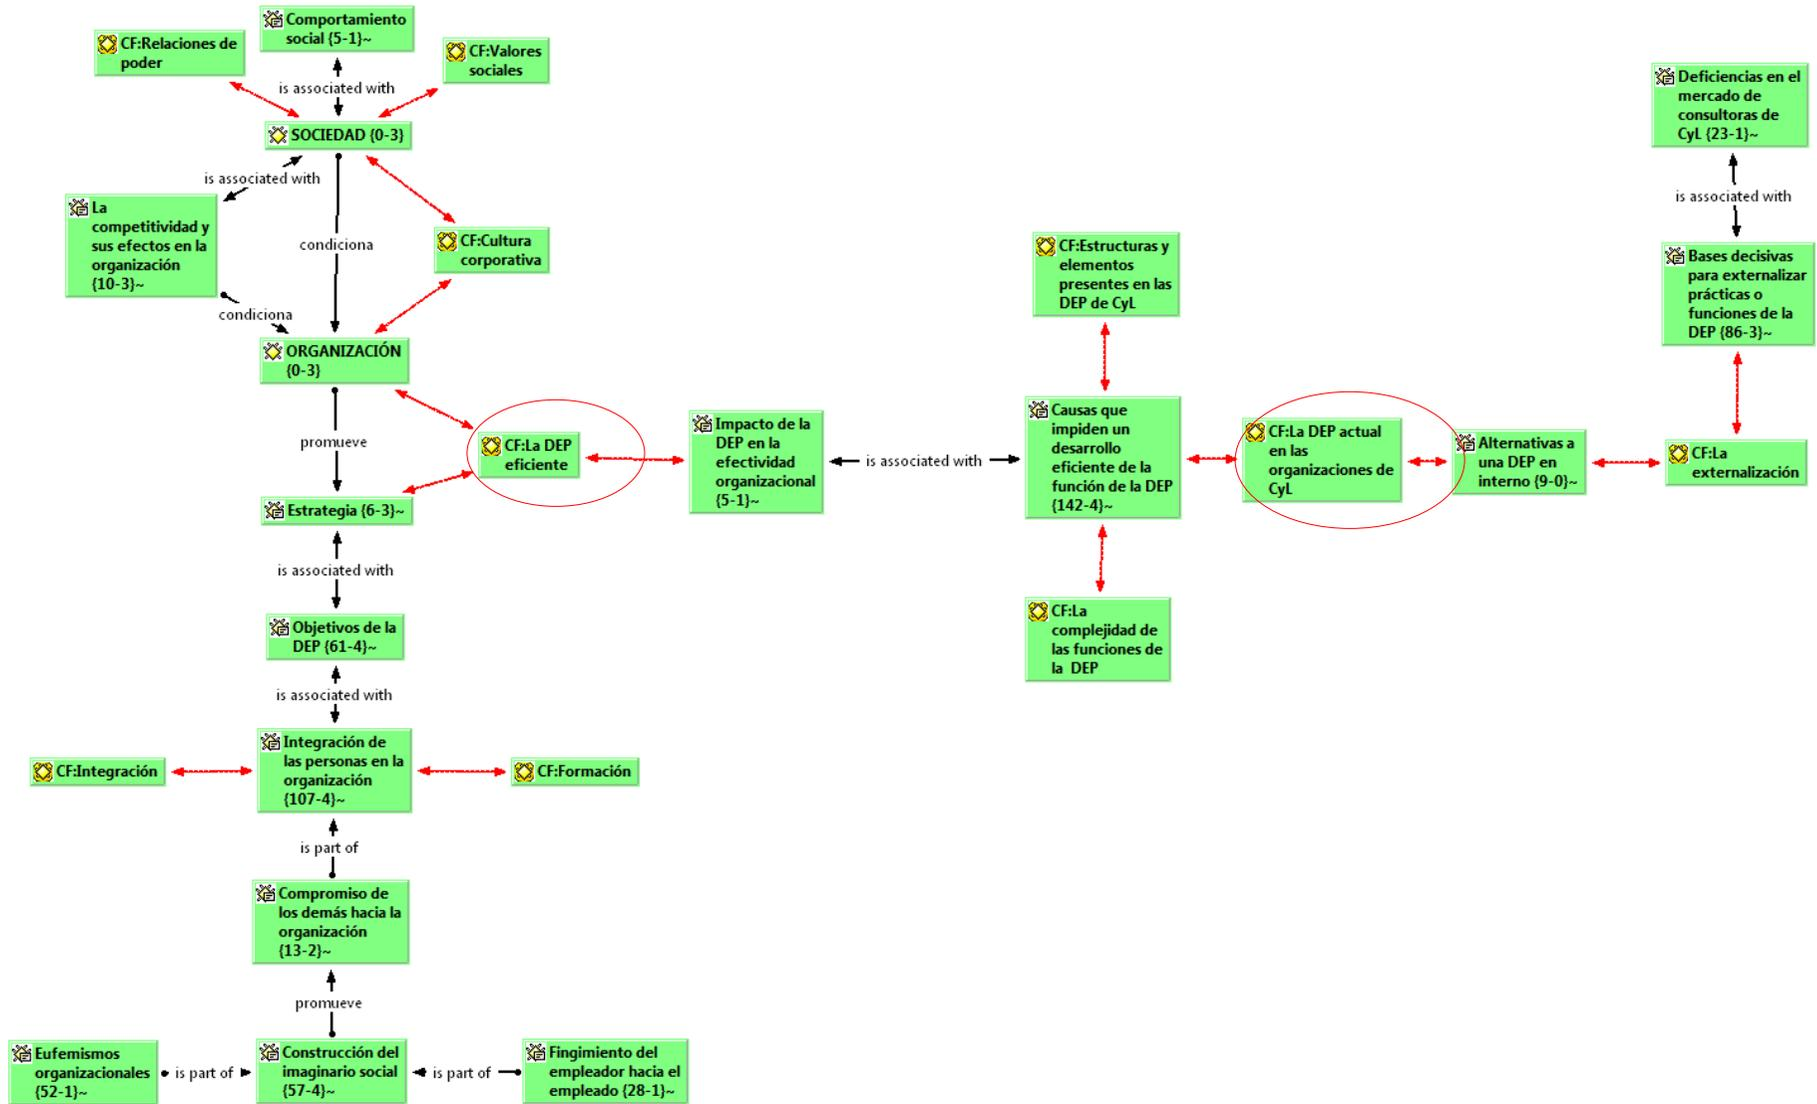 Comportamiento
social {5-1}~
CF:Relaciones de
poder
CF:Valores
sociales
is associated with
SOCIEDAD {0-3}
is associated with
La
competitividad y
sus efectos en la
organización
{10-3}~
condiciona
CF:Cultura
corporativa
condiciona
ORGANIZACIÓN
{0-3}
promueve
CF:La DEP
eficiente
Estrategia {6-3}~
is associated with
Objetivos de la
DEP {61-4}~
is associated with
Integración de
las personas en la
organización
{107-4}~
CF:Integración
CF:Formación
is part of
Compromiso de
los demás hacia la
organización
{13-2}~
promueve
Eufemismos
organizacionales
{52-1}~
is part of
Construcción del
imaginario social
{57-4}~
is part of
Fingimiento del
empleador hacia el
empleado {28-1}~
Impacto de la
DEP en la
efectividad
organizacional
{5-1}~
is associated with
CF:Estructuras y
elementos
presentes en las
DEP de CyL
Causas que
impiden un
desarrollo
eficiente de la
función de la DEP
{142-4}~
CF:La
complejidad de
las funciones de
la DEP
CF:La DEP actual
en las
organizaciones de
CyL
Alternativas a
una DEP en
interno {9-0}~
CF:La
externalización
Bases decisivas
para externalizar
prácticas o
funciones de la
DEP {86-3}~
is associated with
Deficiencias en el
mercado de
consultoras de
CyL {23-1}~